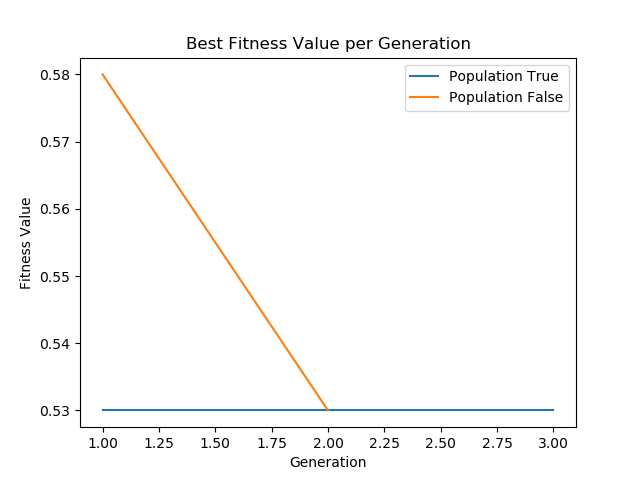 Best Fitness Value per Generation
Population True
Population False
Fitness Value
0.58
0.57
0.56
0.55
0.54
0.53
1.00 1.25 1.50 1.75 2.00 2.25 2.50 2.75 3.00
Generation